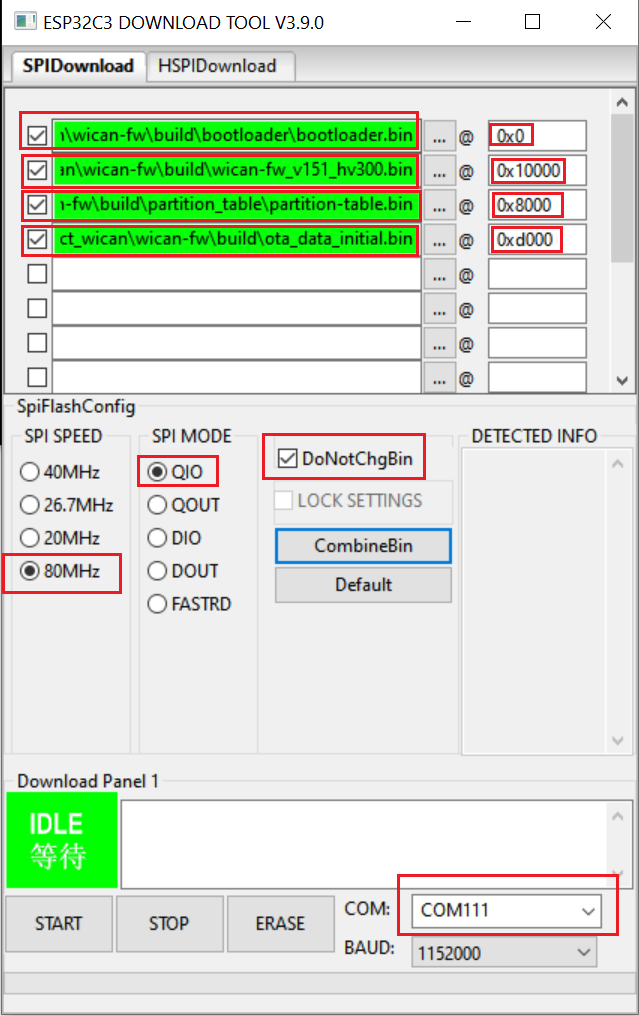 ESP32C3 DOWNLOAD TOOL V3.9.0
SPIDownload HSPIDownload
\wican-fw\build\bootloader\bootloader.bin ... @ 0x0
an\wican-fw\build\wican-fw_v151_hv300.bin ... @ 0x10000
-fw\build\partition_table\partition-table.bin ... @ 0x8000
ct_wican\wican-fw\build\ota_data_initial.bin ... @ 0xd000
... @
... @
... @
... @
SpiFlashConfig
SPI SPEED SPI MODE DETECTED INFO
40MHz QIO DoNotChgBin
26.7MHz QOUT LOCK SETTINGS
20MHz DIO CombineBin
80MHz DOUT Default
FASTRD
Download Panel 1
IDLE
等待
START STOP ERASE COM: COM111
BAUD: 1152000